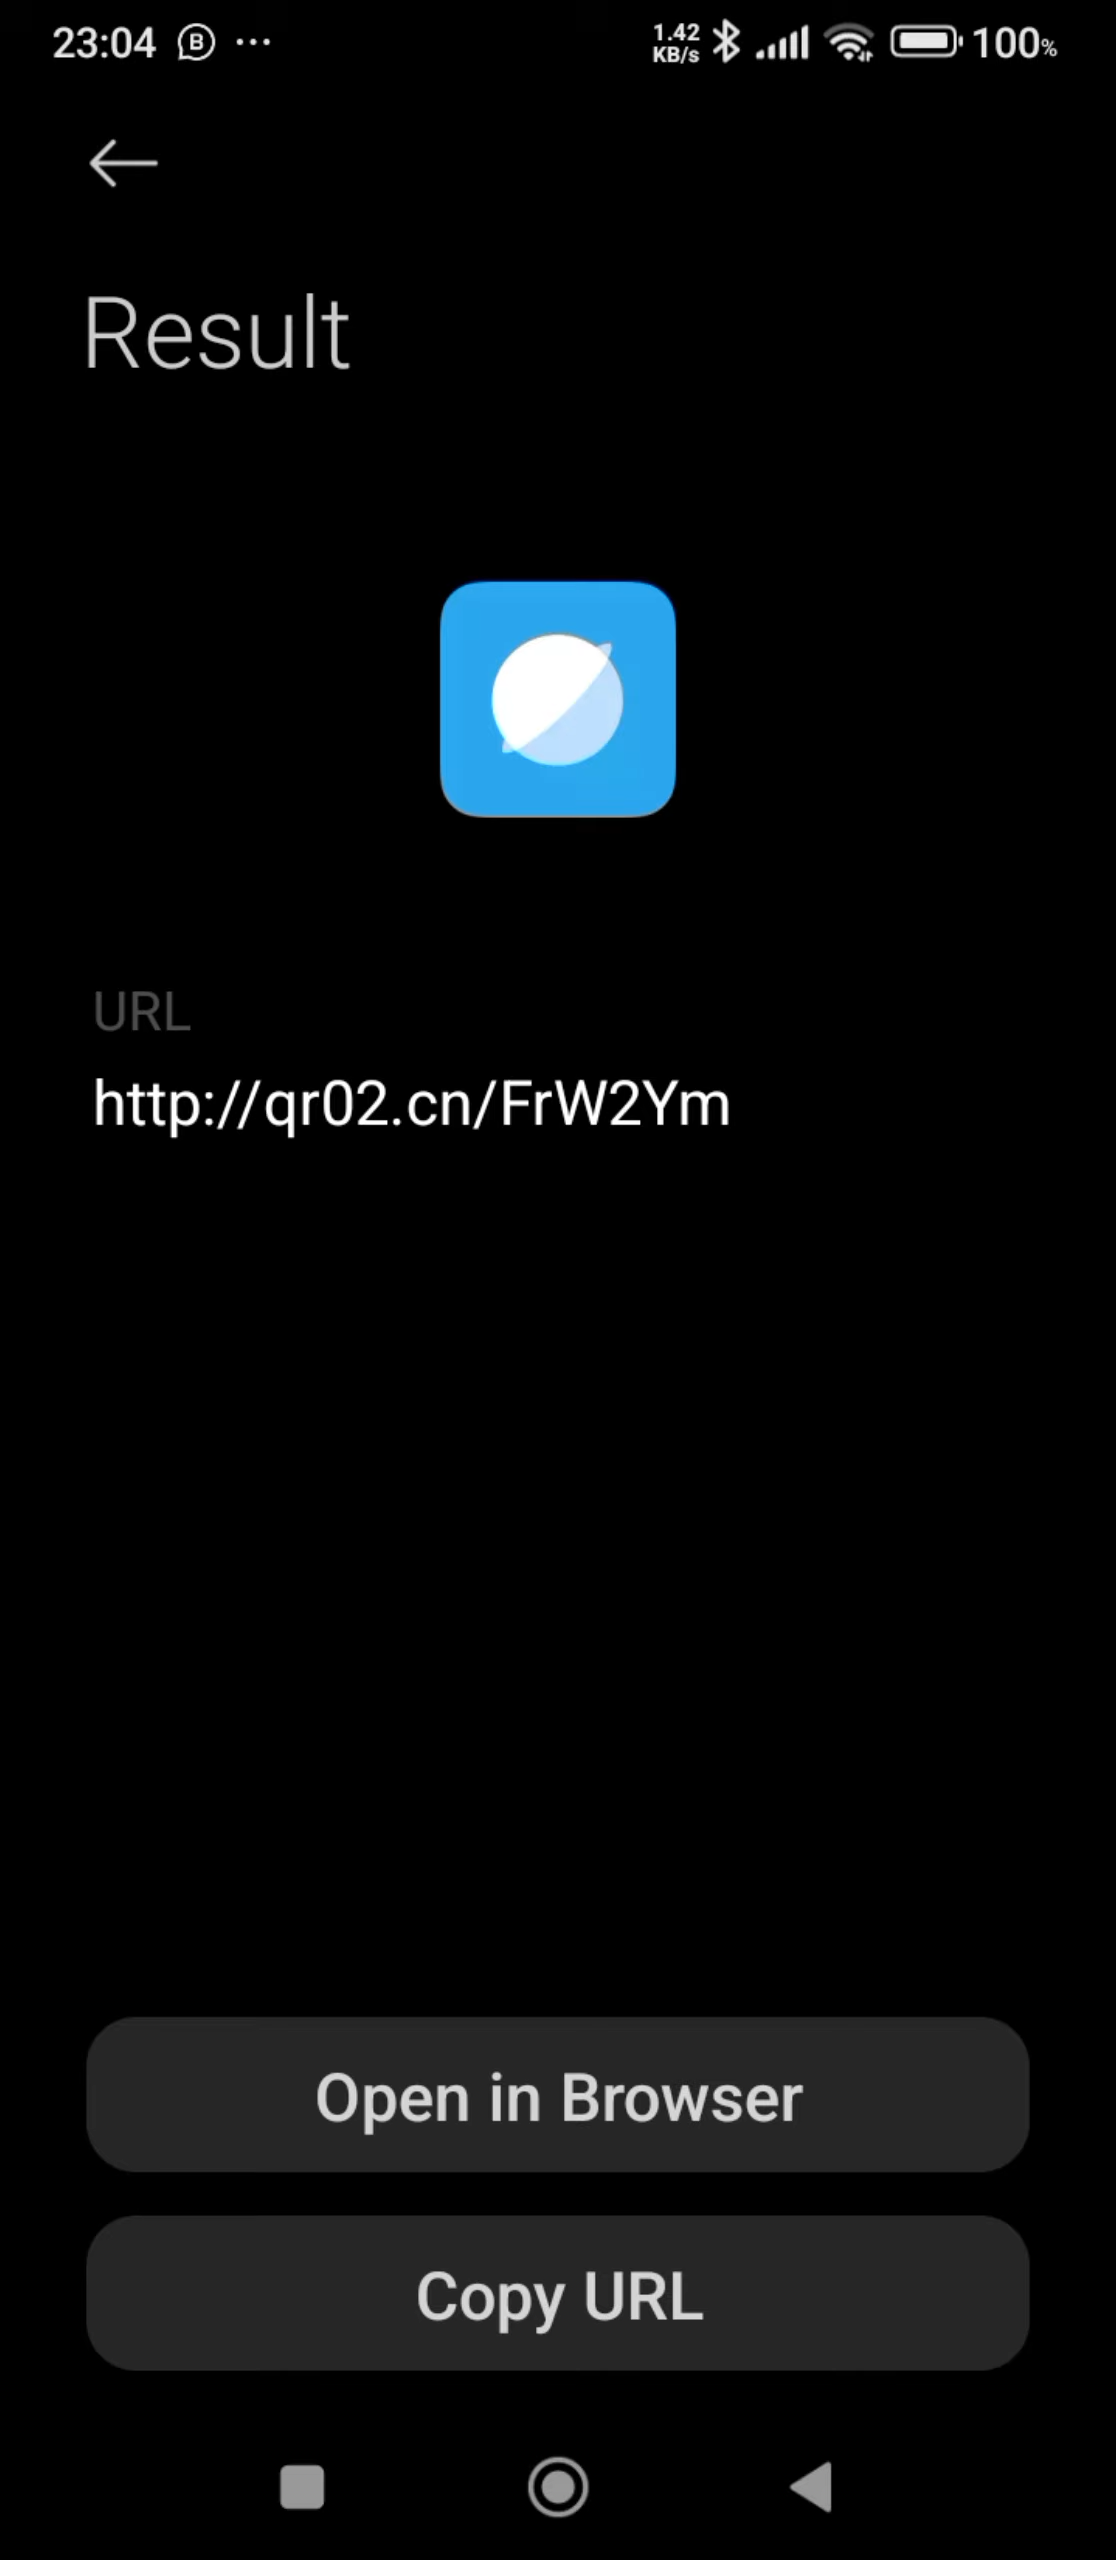 23:04 B ... 1.42 KB/s 100%
Result
URL
http://qr02.cn/FrW2Ym
Open in Browser
Copy URL